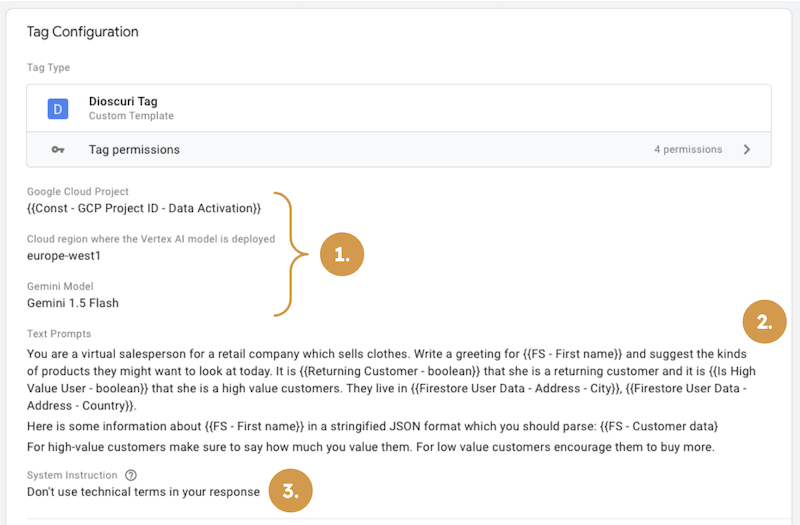 Tag Configuration
Tag Type
D
Dioscuri Tag
Custom Template
Tag permissions
4 permissions
Google Cloud Project
{{Const - GCP Project ID - Data Activation}}
Cloud region where the Vertex AI model is deployed
europe-west1
1.
Gemini Model
Gemini 1.5 Flash
2.
Text Prompts
You are a virtual salesperson for a retail company which sells clothes. Write a greeting for {{FS - First name}} and suggest the kinds
of products they might want to look at today. It is {{Returning Customer - boolean}} that she is a returning customer and it is {{Is High
Value User - boolean}} that she is a high value customers. They live in {{Firestore User Data - Address - City}}, {{Firestore User Data -
Address - Country}}.
Here is some information about {{FS - First name}} in a stringified JSON format which you should parse: {{FS - Customer data}
For high-value customers make sure to say how much you value them. For low value customers encourage them to buy more.
System Instruction ?
Don't use technical terms in your response
3.